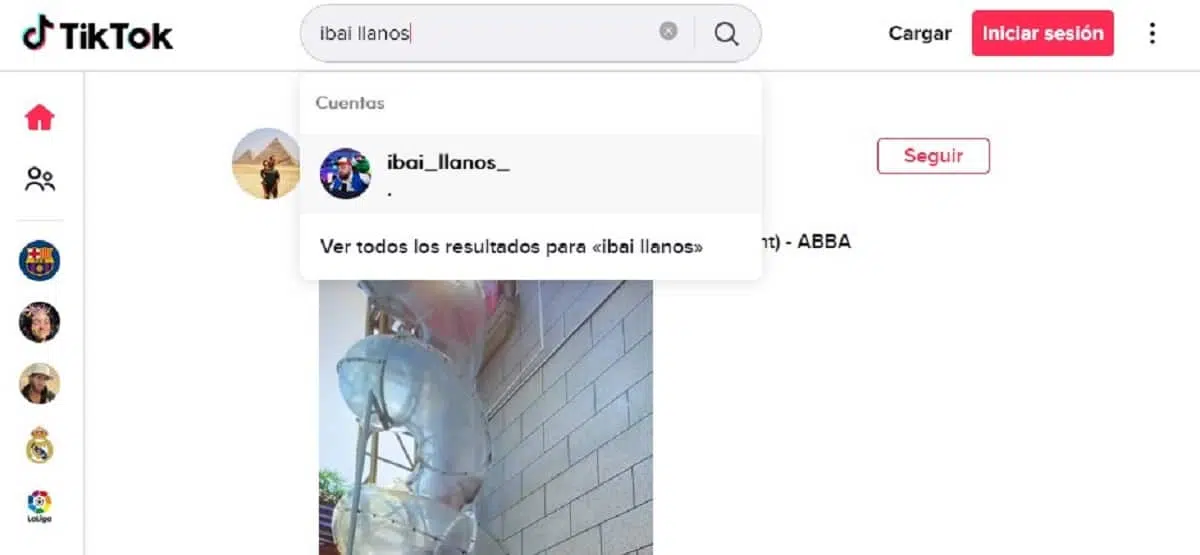 TikTok
ibai llanos
Cargar
Iniciar sesión
Cuentas
ibai_llanos_
.
Seguir
Ver todos los resultados para «ibai llanos»
nt) - ABBA
LaLiga